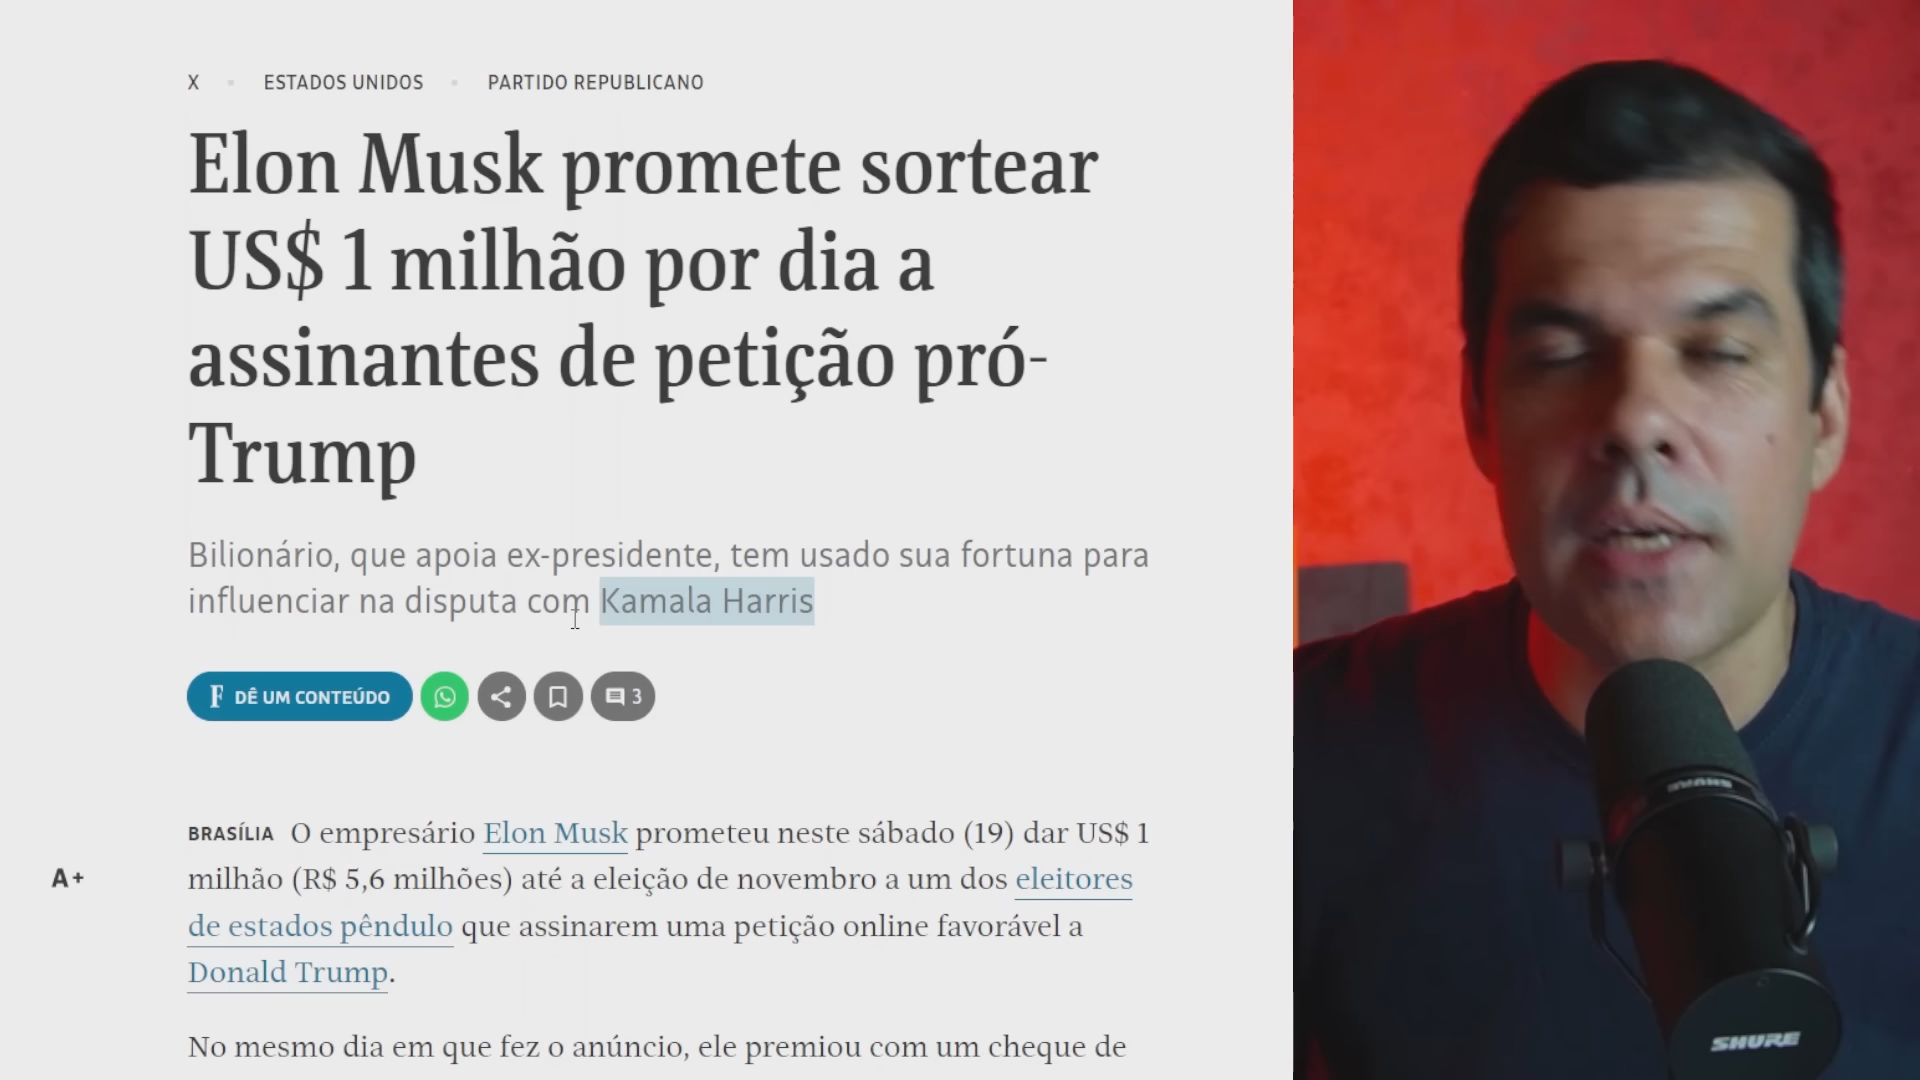 X
ESTADOS UNIDOS
PARTIDO REPUBLICANO
Elon Musk promete sortear
US$ 1 milhão por dia a
assinantes de petição pró-
Trump
Bilionário, que apoia ex-presidente, tem usado sua fortuna para
influenciar na disputa com Kamala Harris
F DÊ UM CONTEÚDO
3
BRASÍLIA O empresário Elon Musk prometeu neste sábado (19) dar US$ 1
milhão (R$ 5,6 milhões) até a eleição de novembro a um dos eleitores
de estados pêndulo que assinarem uma petição online favorável a
Donald Trump.
A+
No mesmo dia em que fez o anúncio, ele premiou com um cheque de
SHURE
SHURE